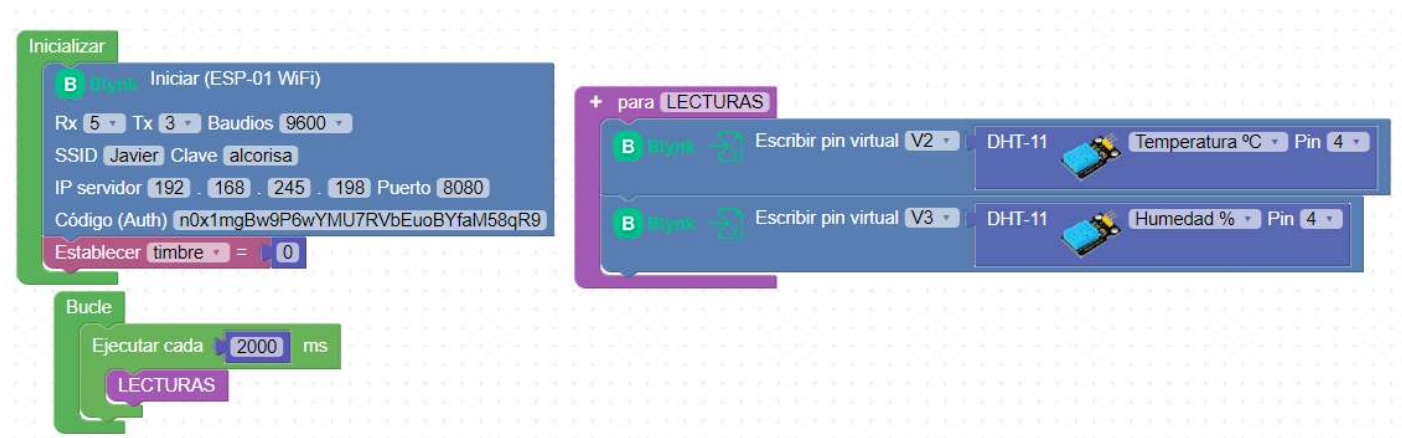 Inicializar
B Blynk Iniciar (ESP-01 WiFi)
Rx 5 Tx 3 Baudios 9600
SSID Javier Clave alcorisa
IP servidor 192 . 168 . 245 . 198 Puerto 8080
Código (Auth) n0x1mgBw9P6wYMU7RVbEuoBYfaM58qR9
Establecer timbre = 0
Bucle
Ejecutar cada 2000 ms
LECTURAS
+ para LECTURAS
B Blynk Escribir pin virtual V2 DHT-11 Temperatura ºC Pin 4
B Blynk Escribir pin virtual V3 DHT-11 Humedad % Pin 4